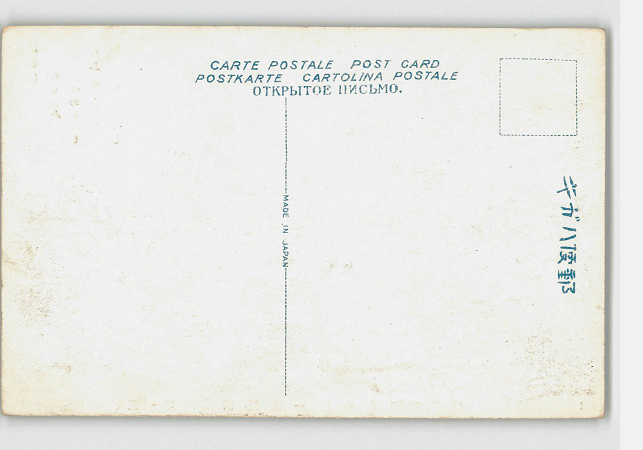 CARTE POSTALE POST CARD
POSTKARTE CARTOLINA POSTALE
ОТКРЫТОЕ ПИСЬМО.
MADE IN JAPAN
キガハ便郵